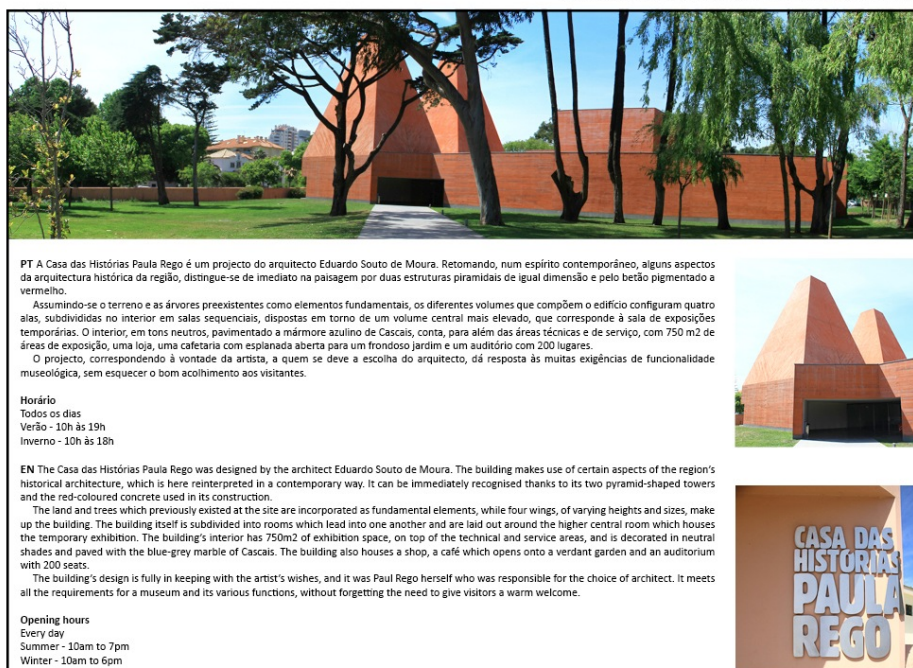 PT A Casa das Histórias Paula Rego é um projecto do arquitecto Eduardo Souto de Moura. Retomando, num espírito contemporâneo, alguns aspectos
da arquitectura histórica da região, distingue-se de imediato na paisagem por duas estruturas piramidais de igual dimensão e pelo betão pigmentado a
vermelho.
Assumindo-se o terreno e as árvores preexistentes como elementos fundamentais, os diferentes volumes que compõem o edifício configuram quatro
alas, subdivididas no interior em salas sequenciais, dispostas em torno de um volume central mais elevado, que corresponde à sala de exposições
temporárias. O interior, em tons neutros, pavimentado a mármore azulino de Cascais, conta, para além das áreas técnicas e de serviço, com 750 m2 de
áreas de exposição, uma loja, uma cafetaria com esplanada aberta para um frondoso jardim e um auditório com 200 lugares.
O projecto, correspondendo à vontade da artista, a quem se deve a escolha do arquitecto, dá resposta às muitas exigências de funcionalidade
museológica, sem esquecer o bom acolhimento aos visitantes.
Horário
Todos os dias
Verão - 10h às 19h
Inverno - 10h às 18h
EN The Casa das Histórias Paula Rego was designed by the architect Eduardo Souto de Moura. The building makes use of certain aspects of the region's
historical architecture, which is here reinterpreted in a contemporary way. It can be immediately recognised thanks to its two pyramid-shaped towers
and the red-coloured concrete used in its construction.
The land and trees which previously existed at the site are incorporated as fundamental elements, while four wings, of varying heights and sizes, make
up the building. The building itself is subdivided into rooms which lead into one another and are laid out around the higher central room which houses
the temporary exhibition. The building's interior has 750m2 of exhibition space, on top of the technical and service areas, and is decorated in neutral
shades and paved with the blue-grey marble of Cascais. The building also houses a shop, a café which opens onto a verdant garden and an auditorium
with 200 seats.
The building's design is fully in keeping with the artist's wishes, and it was Paul Rego herself who was responsible for the choice of architect. It meets
all the requirements for a museum and its various functions, without forgetting the need to give visitors a warm welcome.
Opening hours
Every day
Summer - 10am to 7pm
Winter - 10am to 6pm
CASA DAS
HISTÓRIAS
PAULA
REGO